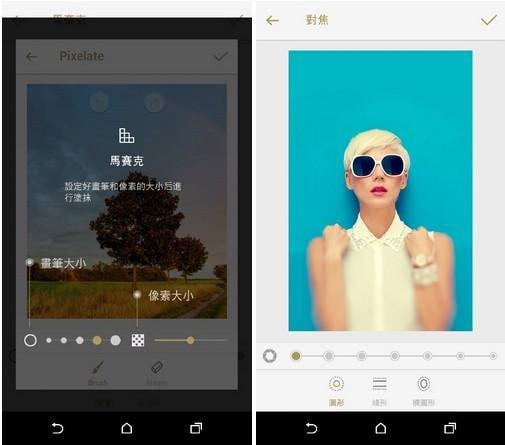 馬賽克
Pixelate
馬賽克
設定好畫筆和像素的大小后進
行塗抹
畫筆大小
像素大小
Brush
對焦
圓形
線形
橢圓形